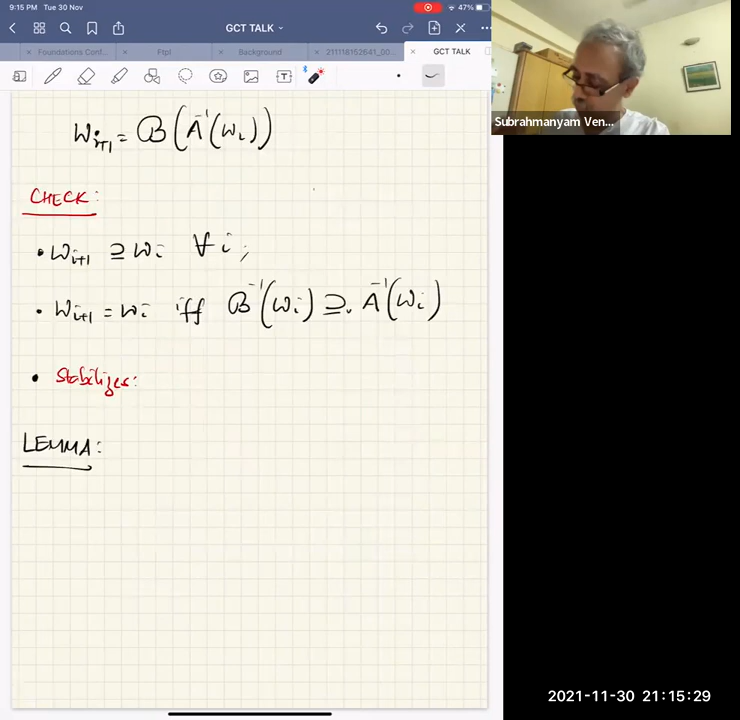 9:15 PM Tue 30 Nov
47%
GCT TALK
Foundations Conf...
Ftpl
Background
211118152641_00...
GCT TALK
Subrahmanyam Ven...
W_{i+1} = B(A^{-1}(W_i))
CHECK:
• W_{i+1} ⊇ W_i ∀ i;
• W_{i+1} = W_i iff B^{-1}(W_i) ⊇ A^{-1}(W_i)
• Stabilizes:
LEMMA:
2021-11-30 21:15:29